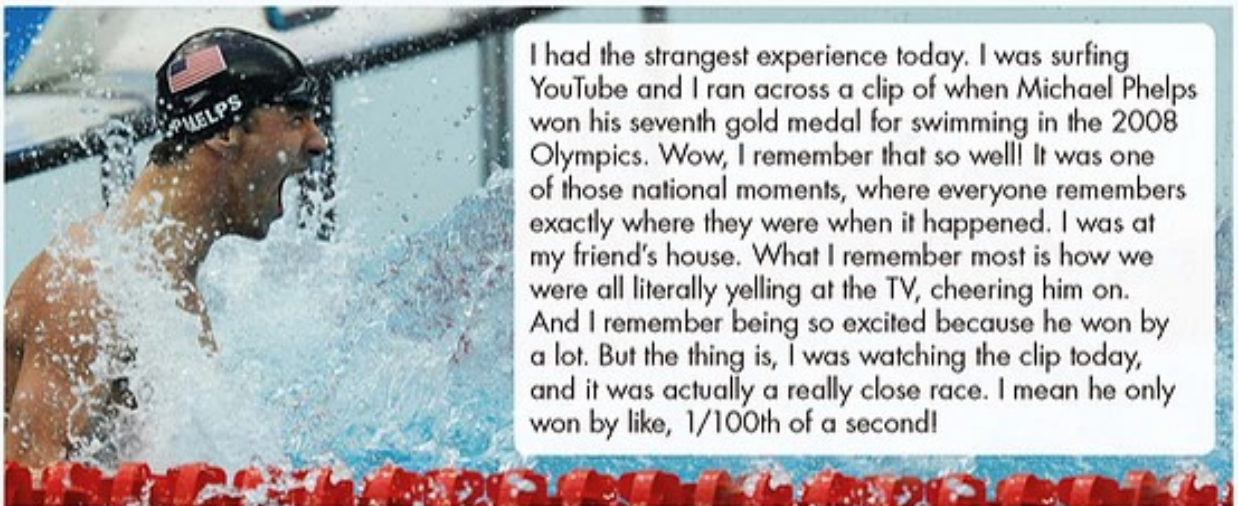 PHELPS
I had the strangest experience today. I was surfing
YouTube and I ran across a clip of when Michael Phelps
won his seventh gold medal for swimming in the 2008
Olympics. Wow, I remember that so well! It was one
of those national moments, where everyone remembers
exactly where they were when it happened. I was at
my friend's house. What I remember most is how we
were all literally yelling at the TV, cheering him on.
And I remember being so excited because he won by
a lot. But the thing is, I was watching the clip today,
and it was actually a really close race. I mean he only
won by like, 1/100th of a second!